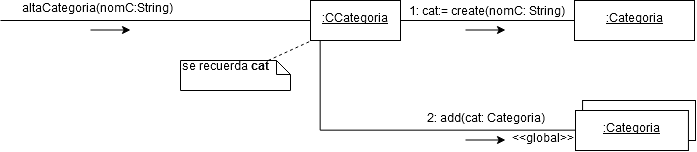 altaCategoria(nomC:String)
:CCategoria
1: cat:= create(nomC: String)
:Categoria
se recuerda cat
2: add(cat: Categoria)
<<global>>
:Categoria